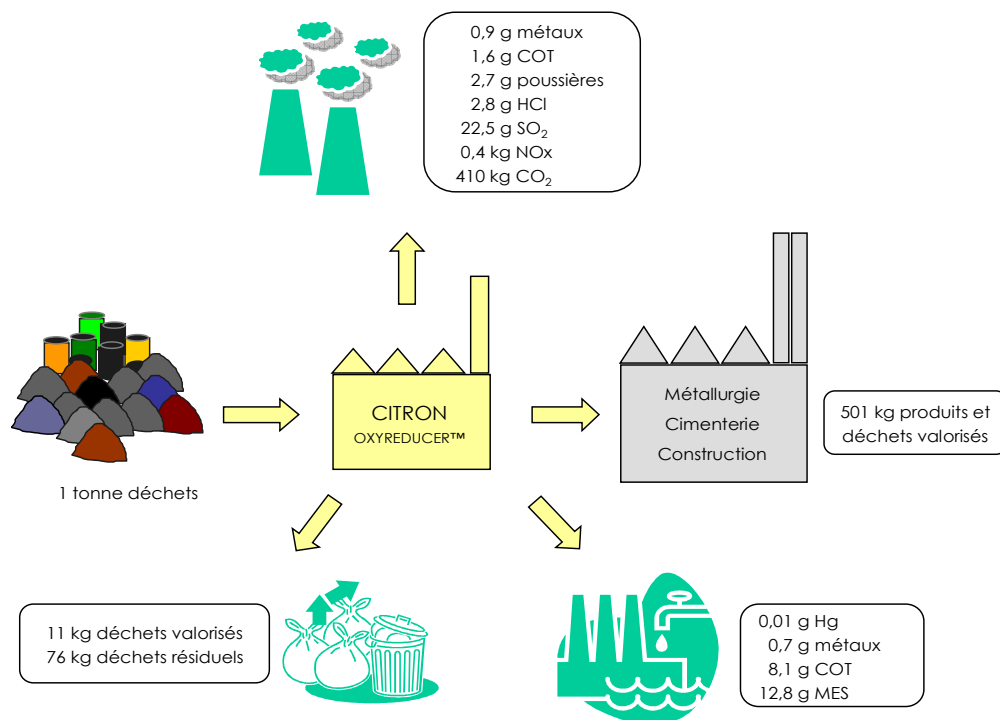 0,9 g métaux
1,6 g COT
2,7 g poussières
2,8 g HCl
22,5 g SO₂
0,4 kg NOx
410 kg CO₂
CITRON
OXYREDUCER™
Métallurgie
Cimenterie
Construction
501 kg produits et
déchets valorisés
1 tonne déchets
11 kg déchets valorisés
76 kg déchets résiduels
0,01 g Hg
0,7 g métaux
8,1 g COT
12,8 g MES